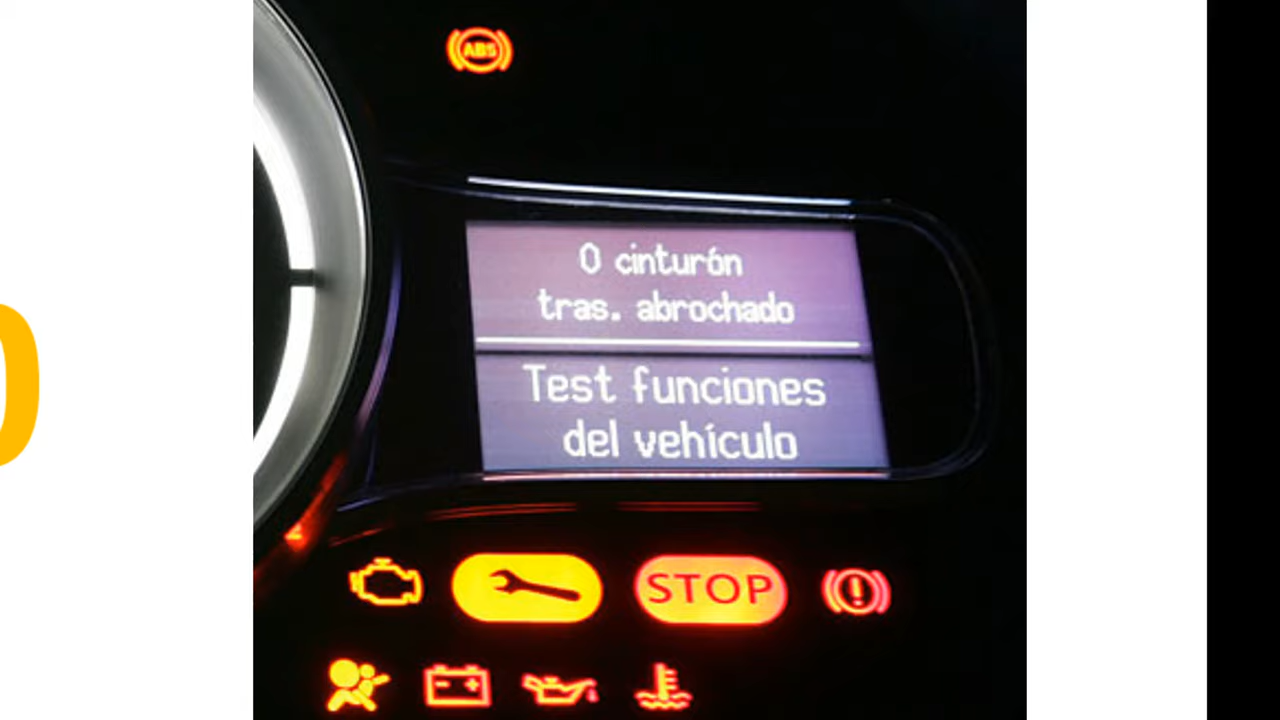 ABS
0 cinturón
tras. abrochado
Test funciones
del vehículo
STOP